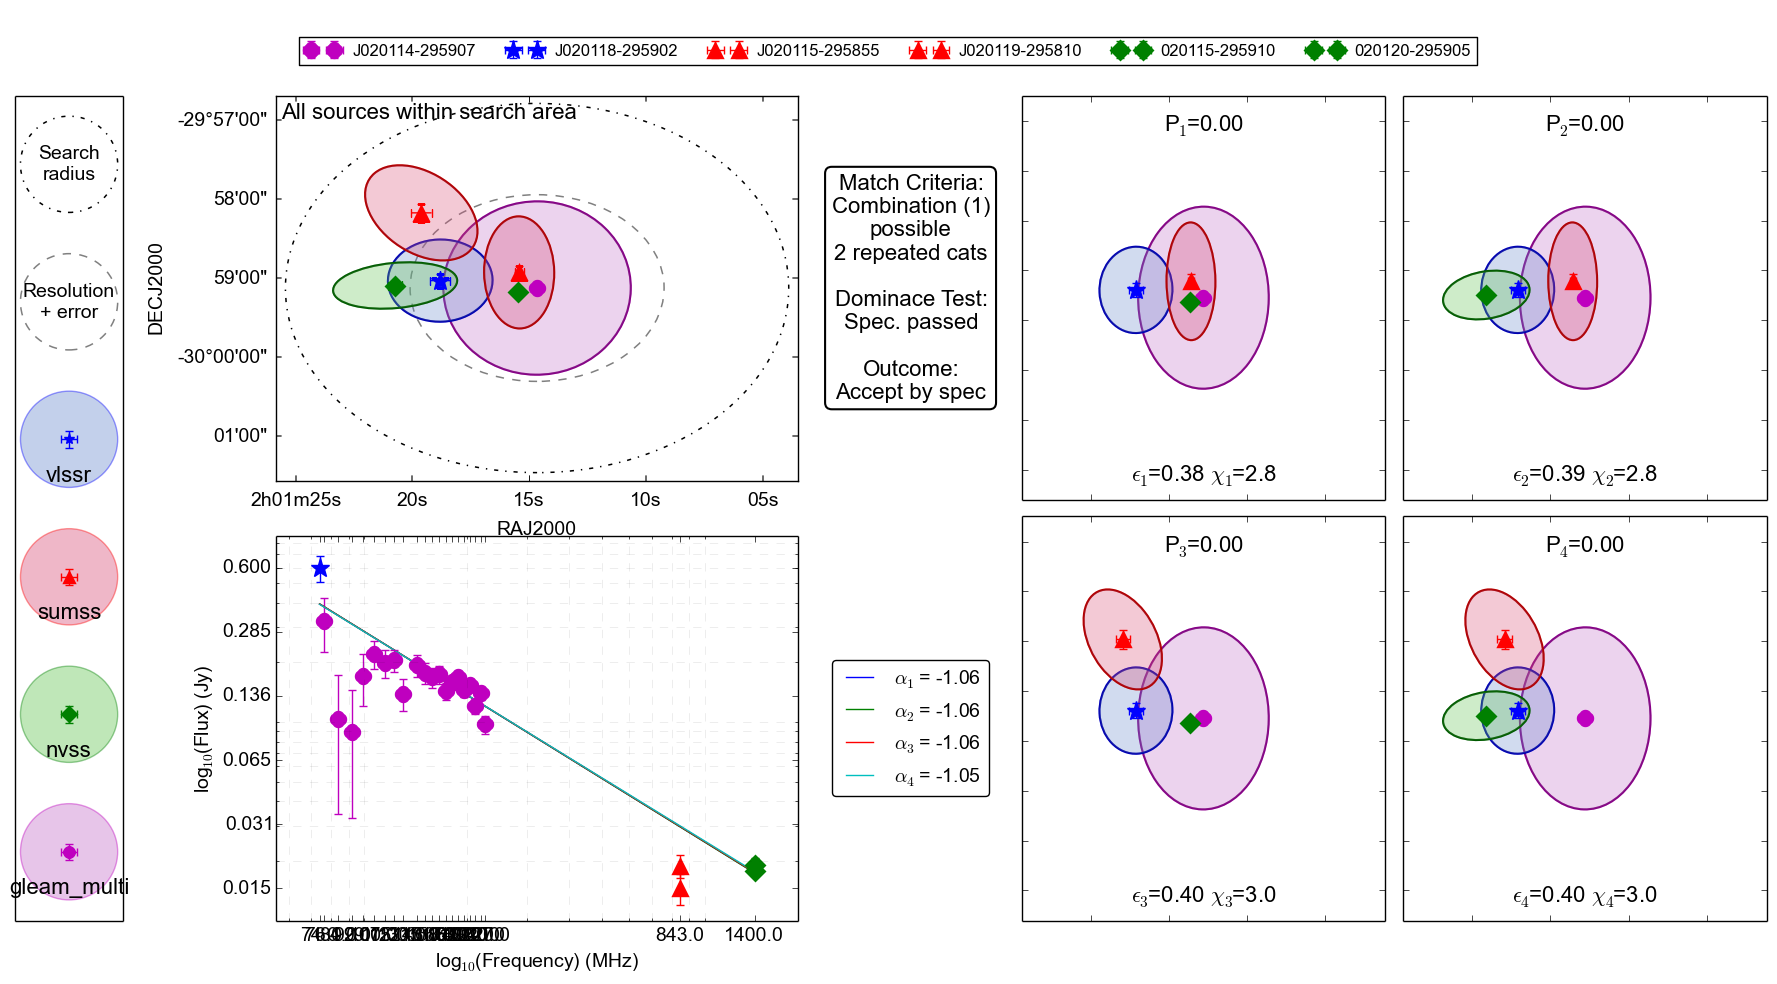 J020114-295907 J020118-295902 J020115-295855 J020119-295810 020115-295910 020120-295905
Search
radius
Resolution
+ error
vlssr
sumss
nvss
gleam_multi
All sources within search area
-29°57'00"
58'00"
59'00"
-30°00'00"
01'00"
DECJ2000
2h01m25s 20s 15s 10s 05s
RAJ2000
Match Criteria:
Combination (1)
possible
2 repeated cats
Dominace Test:
Spec. passed
Outcome:
Accept by spec
P1=0.00
ϵ1=0.38 χ1=2.8
P2=0.00
ϵ2=0.39 χ2=2.8
P3=0.00
ϵ3=0.40 χ3=3.0
P4=0.00
ϵ4=0.40 χ4=3.0
0.600
0.285
0.136
0.065
0.031
0.015
log10(Flux) (Jy)
843.0 1400.0
log10(Frequency) (MHz)
α1 = -1.06
α2 = -1.06
α3 = -1.06
α4 = -1.05